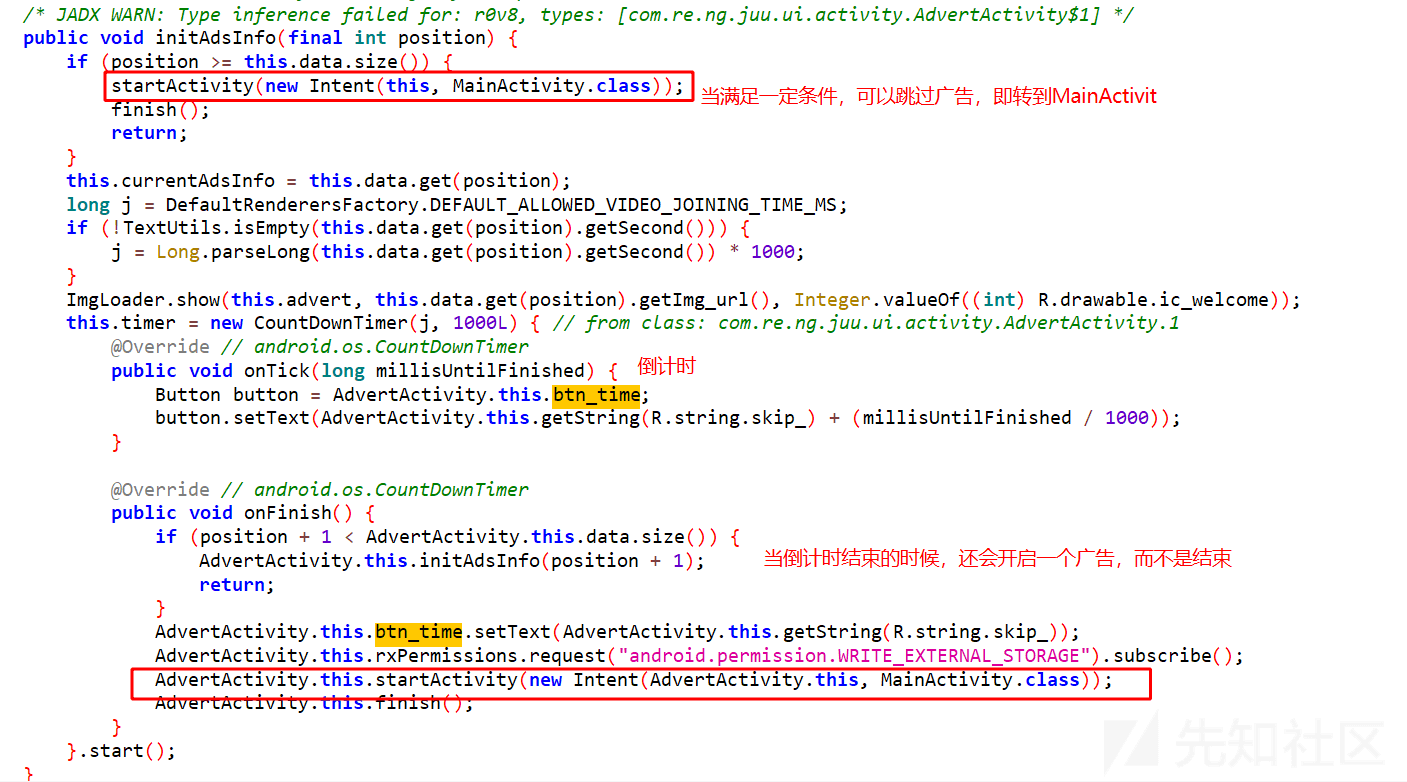 /* JADX WARN: Type inference failed for: r0v8, types: [com.re.ng.juu.ui.activity.AdvertActivity$1] */
public void initAdsInfo(final int position) {
if (position >= this.data.size()) {
startActivity(new Intent(this, MainActivity.class)); 当满足一定条件，可以跳过广告，即转到MainActivit
finish();
return;
}
this.currentAdsInfo = this.data.get(position);
long j = DefaultRenderersFactory.DEFAULT_ALLOWED_VIDEO_JOINING_TIME_MS;
if (!TextUtils.isEmpty(this.data.get(position).getSecond())) {
j = Long.parseLong(this.data.get(position).getSecond()) * 1000;
}
ImgLoader.show(this.advert, this.data.get(position).getImg_url(), Integer.valueOf((int) R.drawable.ic_welcome));
this.timer = new CountDownTimer(j, 1000L) { // from class: com.re.ng.juu.ui.activity.AdvertActivity.1
@Override // android.os.CountDownTimer
public void onTick(long millisUntilFinished) { 倒计时
Button button = AdvertActivity.this.btn_time;
button.setText(AdvertActivity.this.getString(R.string.skip_) + (millisUntilFinished / 1000));
}
@Override // android.os.CountDownTimer
public void onFinish() {
if (position + 1 < AdvertActivity.this.data.size()) {
AdvertActivity.this.initAdsInfo(position + 1); 当倒计时结束的时候，还会开启一个广告，而不是结束
return;
}
AdvertActivity.this.btn_time.setText(AdvertActivity.this.getString(R.string.skip_));
AdvertActivity.this.rxPermissions.request("android.permission.WRITE_EXTERNAL_STORAGE").subscribe();
AdvertActivity.this.startActivity(new Intent(AdvertActivity.this, MainActivity.class));
AdvertActivity.this.finish();
}
}.start();
}
先知社区